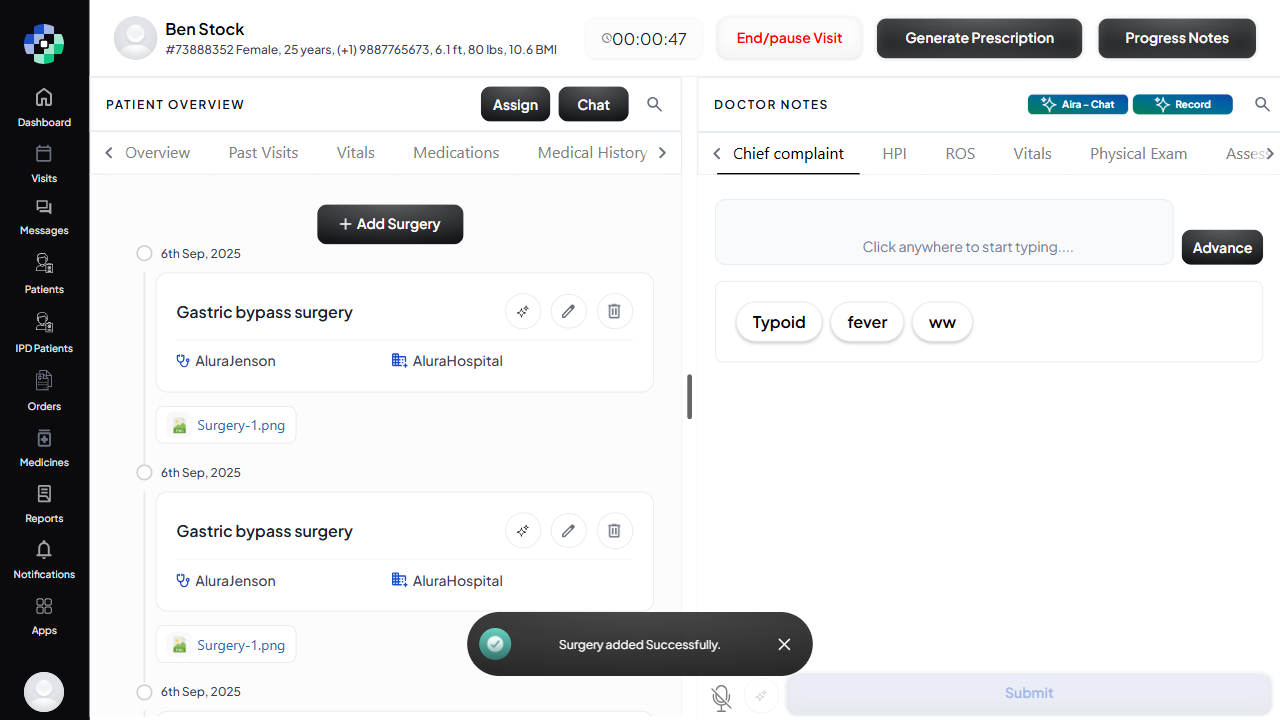 Ben Stock
#73888352 Female, 25 years, (+1) 9887765673, 6.1 ft, 80 lbs, 10.6 BMI
00:00:47
End/pause Visit
Generate Prescription
Progress Notes
Dashboard
Visits
Messages
Patients
IPD Patients
Orders
Medicines
Reports
Notifications
Apps
PATIENT OVERVIEW
Assign
Chat
Overview
Past Visits
Vitals
Medications
Medical History
+ Add Surgery
6th Sep, 2025
Gastric bypass surgery
AluraJenson
AluraHospital
Surgery-1.png
6th Sep, 2025
Gastric bypass surgery
AluraJenson
AluraHospital
Surgery-1.png
6th Sep, 2025
DOCTOR NOTES
Aira - Chat
Record
Chief complaint
HPI
ROS
Vitals
Physical Exam
Asses
Click anywhere to start typing....
Advance
Typoid
fever
ww
Surgery added Successfully.
Submit